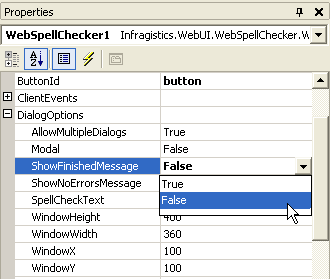 Properties
WebSpellChecker1 Infragistics.WebUI.WebSpellChecker.W
ButtonId button
ClientEvents
DialogOptions
AllowMultipleDialogs True
Modal False
ShowFinishedMessage False
ShowNoErrorsMessage True
SpellCheckText False
WindowHeight 400
WindowWidth 360
WindowX 100
WindowY 100